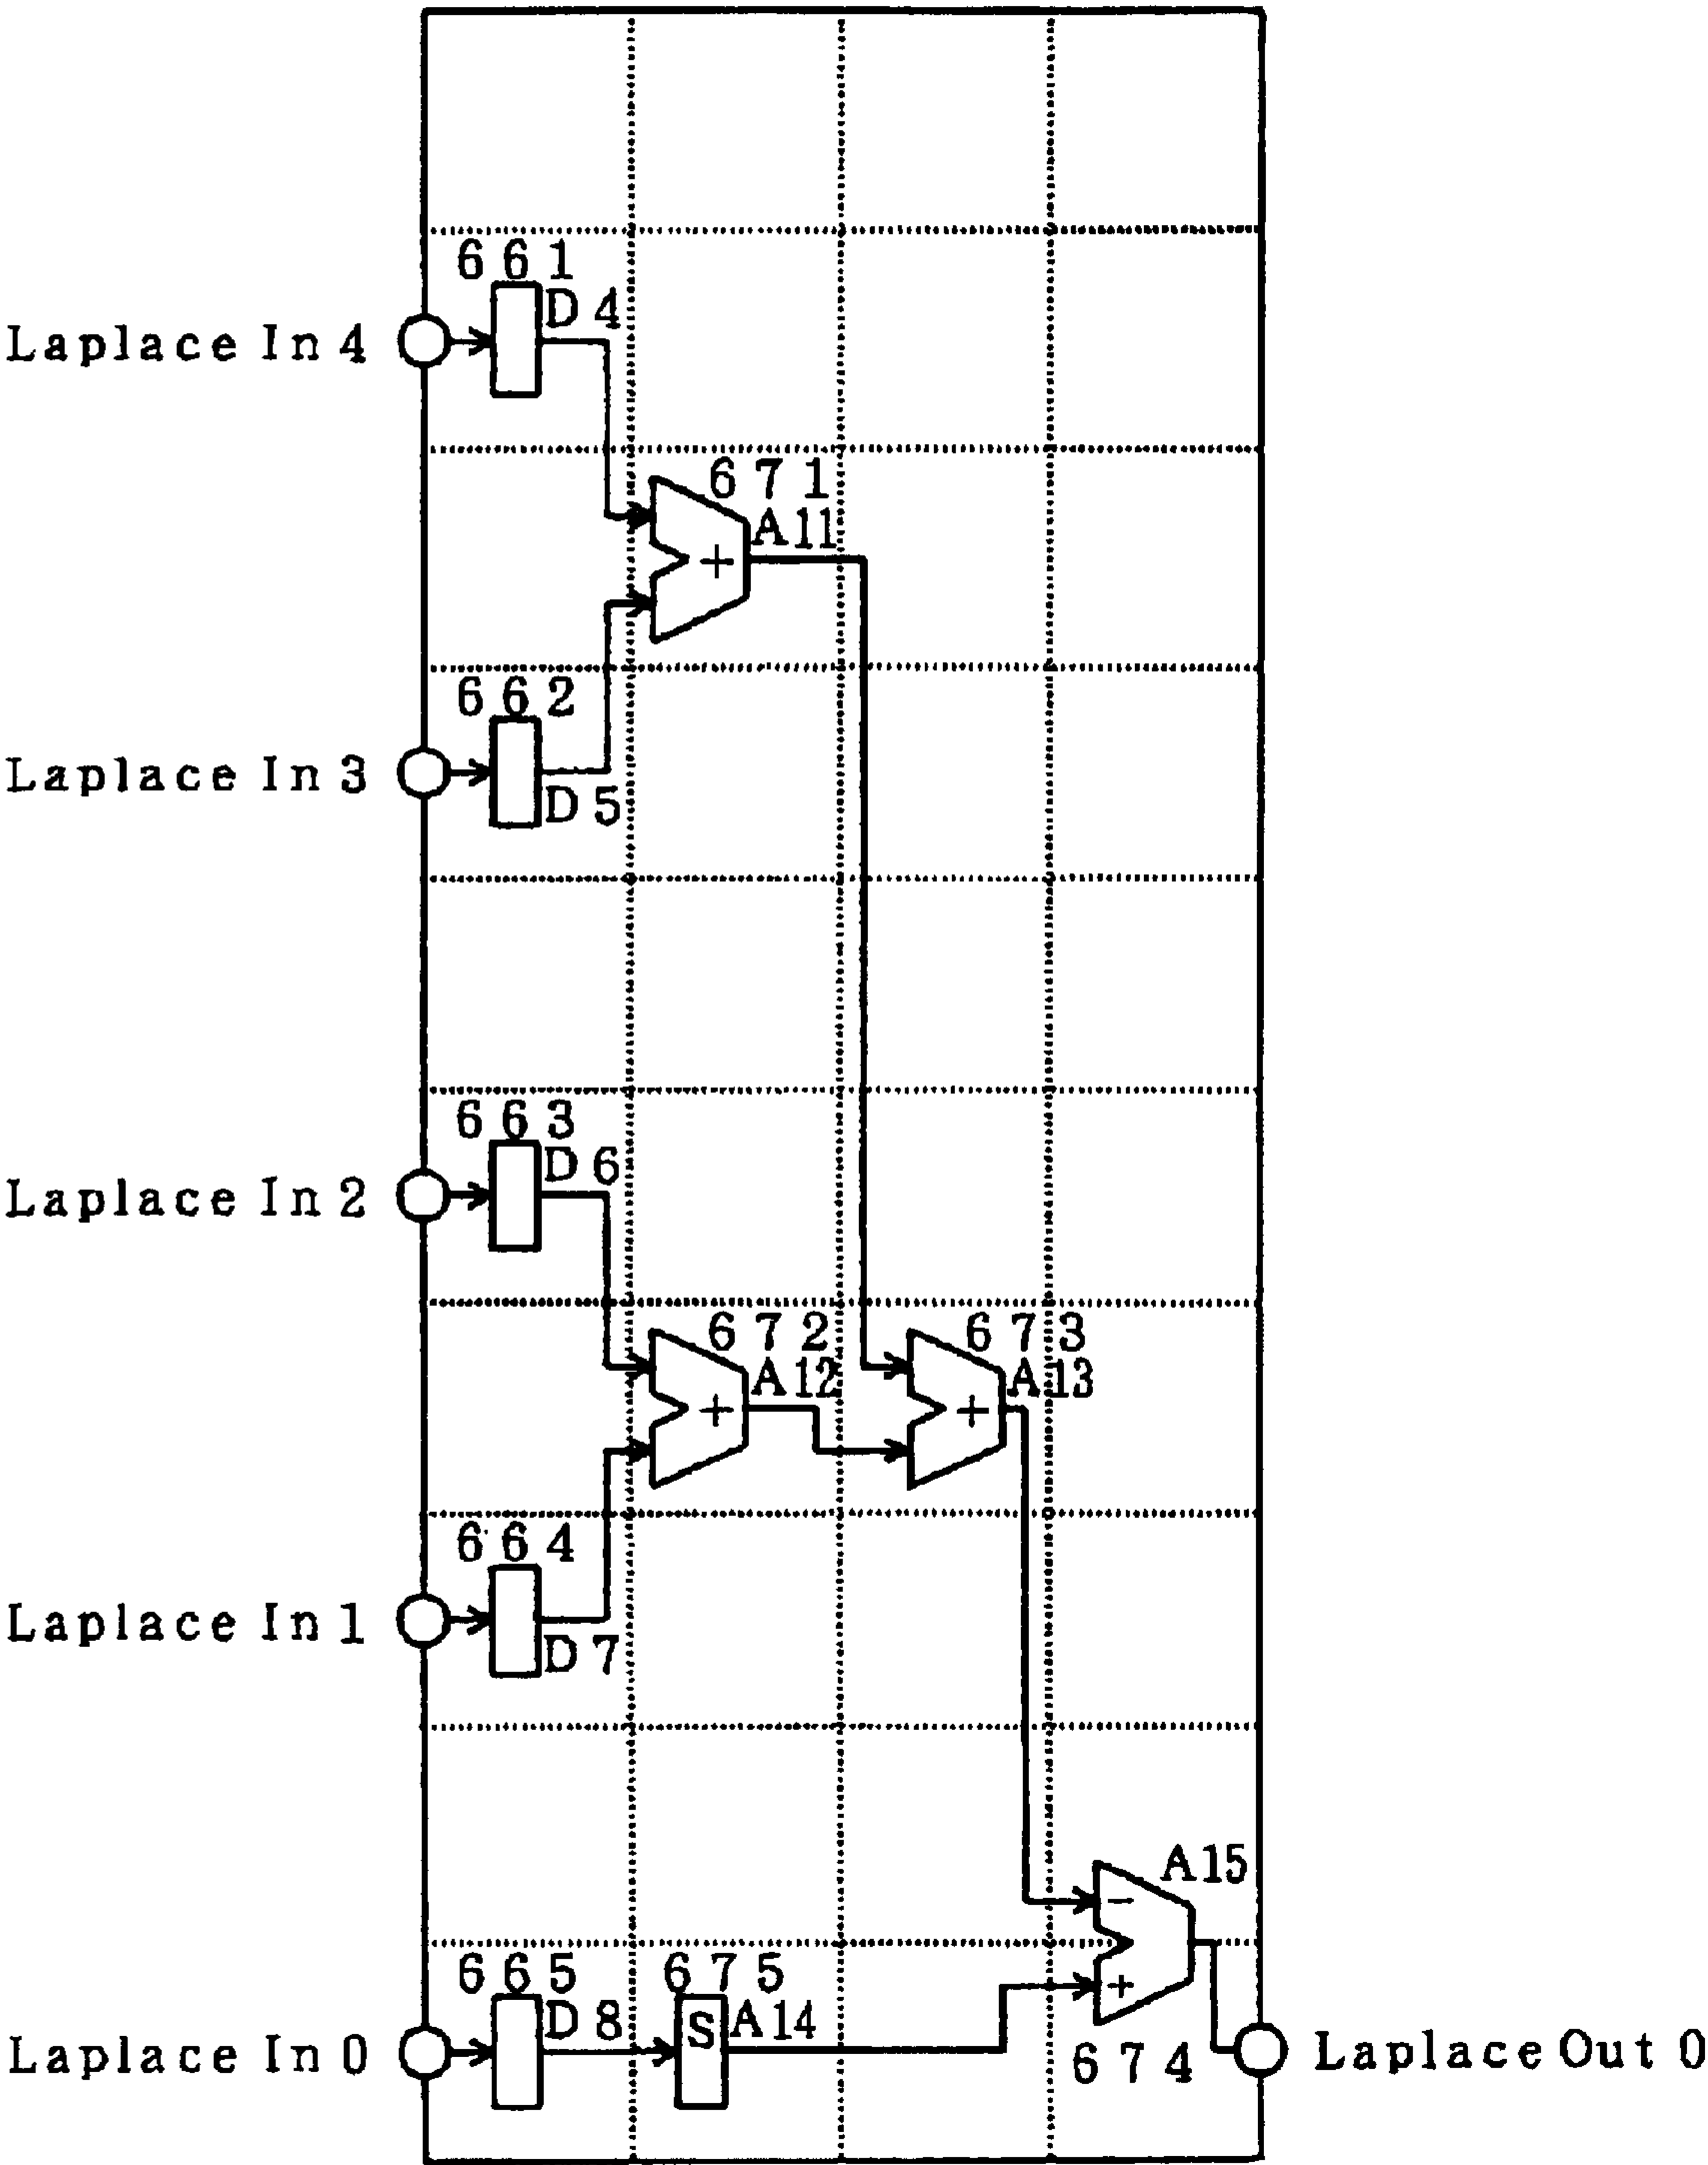 661
D4
Laplace In 4
671
A11
+
662
Laplace In 3
D5
663
D6
Laplace In 2
672
673
A12
A13
+
+
664
Laplace In 1
D7
A15
−
665
675
+
D8
S
A14
Laplace In 0
Laplace Out 0
674